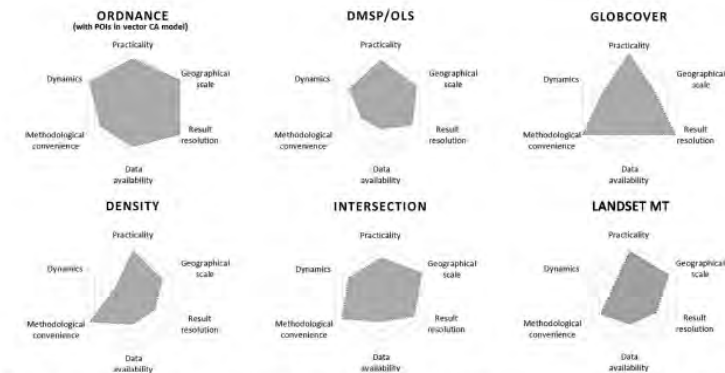 ORDNANCE
(with POIs in vector CA model)
Practicality
Dynamics
Geographical
scale
Methodological
convenience
Result
resolution
Data
availability
DMSP/OLS
Practicality
Dynamics
Geographical
scale
Methodological
convenience
Result
resolution
Data
availability
GLOBCOVER
Practicality
Dynamics
Geographical
scale
Methodological
convenience
Result
resolution
Data
availability
DENSITY
Practicality
Dynamics
Geographical
scale
Methodological
convenience
Result
resolution
Data
availability
INTERSECTION
Practicality
Dynamics
Geographical
scale
Methodological
convenience
Result
resolution
Data
availability
LANDSET MT
Practicality
Dynamics
Geographical
scale
Methodological
convenience
Result
resolution
Data
availability